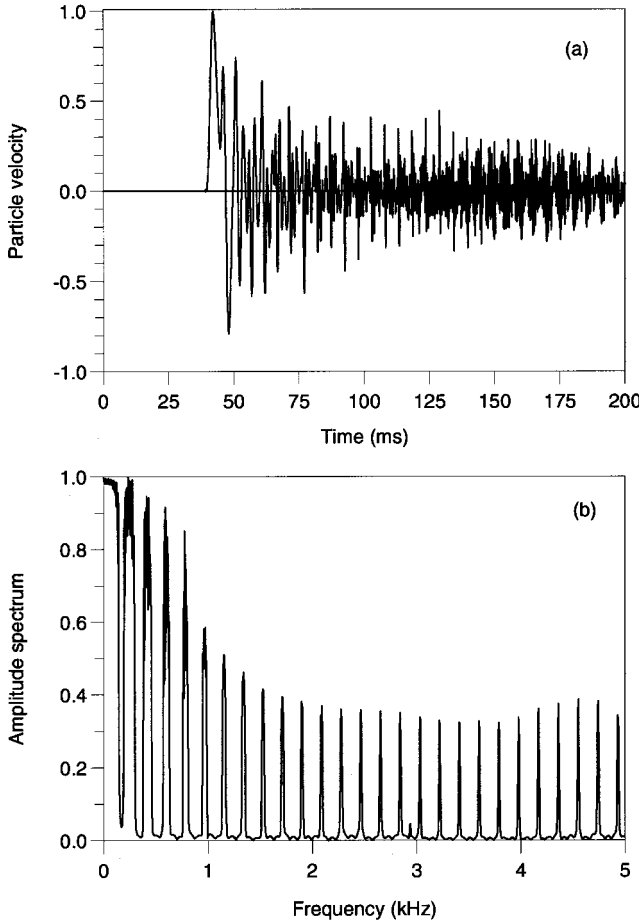 1.0
(a)
0.5
Particle velocity
0.0
-0.5
-1.0
0 25 50 75 100 125 150 175 200
Time (ms)
1.0
(b)
0.8
Amplitude spectrum
0.6
0.4
0.2
0.0
0 1 2 3 4 5
Frequency (kHz)